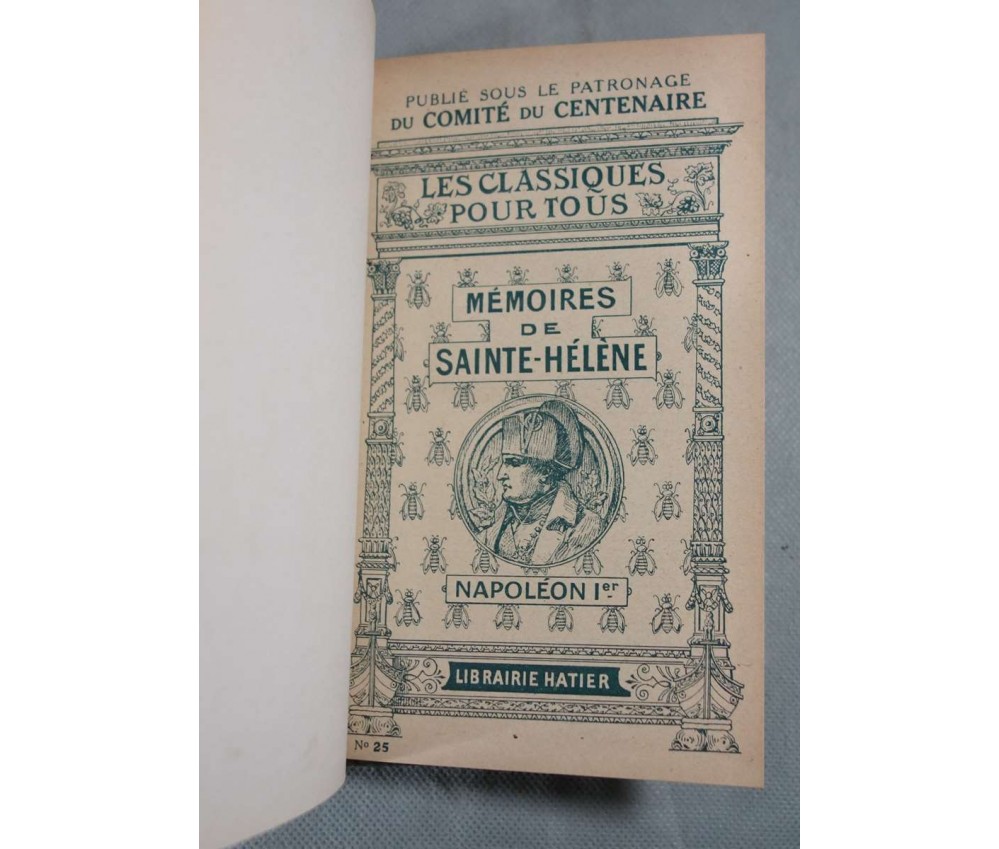 PUBLIÉ SOUS LE PATRONAGE
DU COMITÉ DU CENTENAIRE
LES CLASSIQUES
POUR TOUS
MÉMOIRES
DE
SAINTE-HÉLÈNE
NAPOLÉON Ier
LIBRAIRIE HATIER
No 25